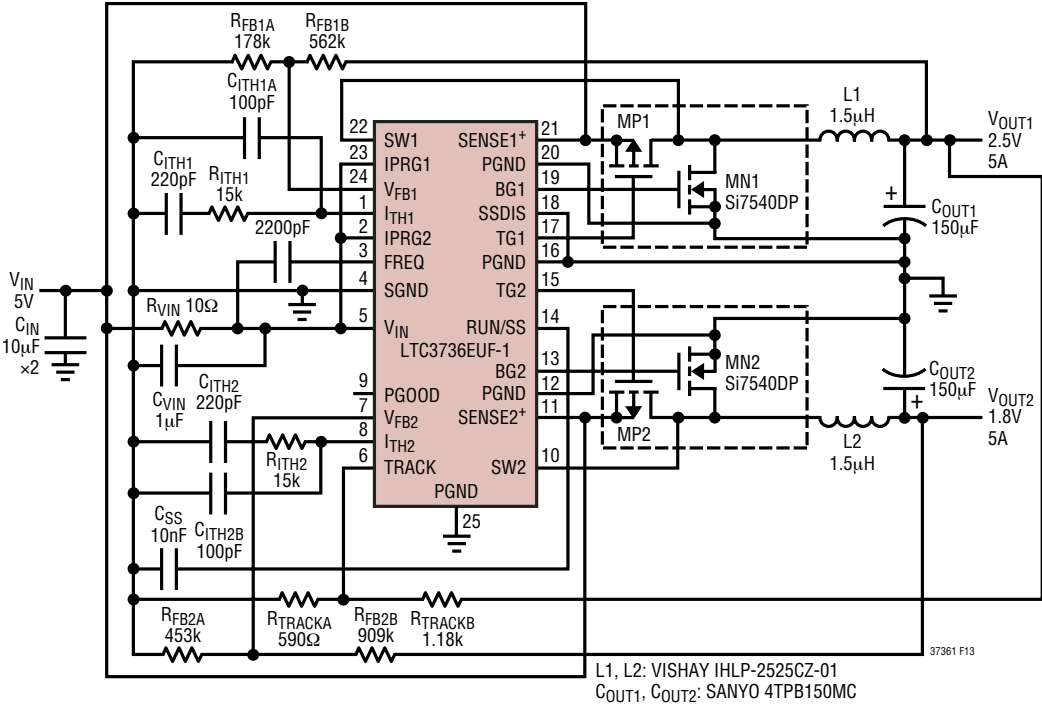 RFB1A
178k
RFB1B
562k
CITH1A
100pF
CITH1
220pF
RITH1
15k
2200pF
VIN
5V
CIN
10μF
×2
RVIN 10Ω
CVIN
1μF
CITH2
220pF
RITH2
15k
CITH2B
100pF
CSS
10nF
RFB2A
453k
RTRACKA
590Ω
RFB2B
909k
RTRACKB
1.18k
22 SW1
23 IPRG1
24 VFB1
1 ITH1
2 IPRG2
3 FREQ
4 SGND
5 VIN
9 PGOOD
7 VFB2
8 ITH2
6 TRACK
LTC3736EUF-1
SENSE1+ 21
PGND 20
BG1 19
SSDIS 18
TG1 17
PGND 16
TG2 15
RUN/SS 14
BG2 13
PGND 12
SENSE2+ 11
SW2 10
PGND
25
MP1
MN1
Si7540DP
L1
1.5μH
VOUT1
2.5V
5A
+
COUT1
150μF
MN2
Si7540DP
MP2
L2
1.5μH
COUT2
150μF
+
VOUT2
1.8V
5A
37361 F13
L1, L2: VISHAY IHLP-2525CZ-01
COUT1, COUT2: SANYO 4TPB150MC